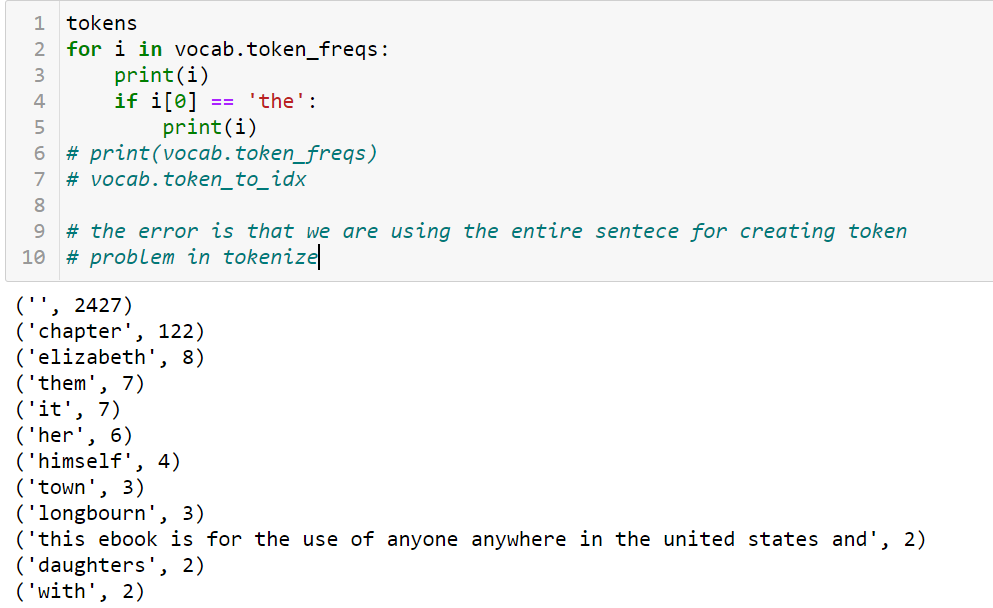 1 tokens
2 for i in vocab.token_freqs:
3     print(i)
4     if i[0] == 'the':
5         print(i)
6 # print(vocab.token_freqs)
7 # vocab.token_to_idx
8
9 # the error is that we are using the entire sentece for creating token
10 # problem in tokenize
('', 2427)
('chapter', 122)
('elizabeth', 8)
('them', 7)
('it', 7)
('her', 6)
('himself', 4)
('town', 3)
('longbourn', 3)
('this ebook is for the use of anyone anywhere in the united states and', 2)
('daughters', 2)
('with', 2)